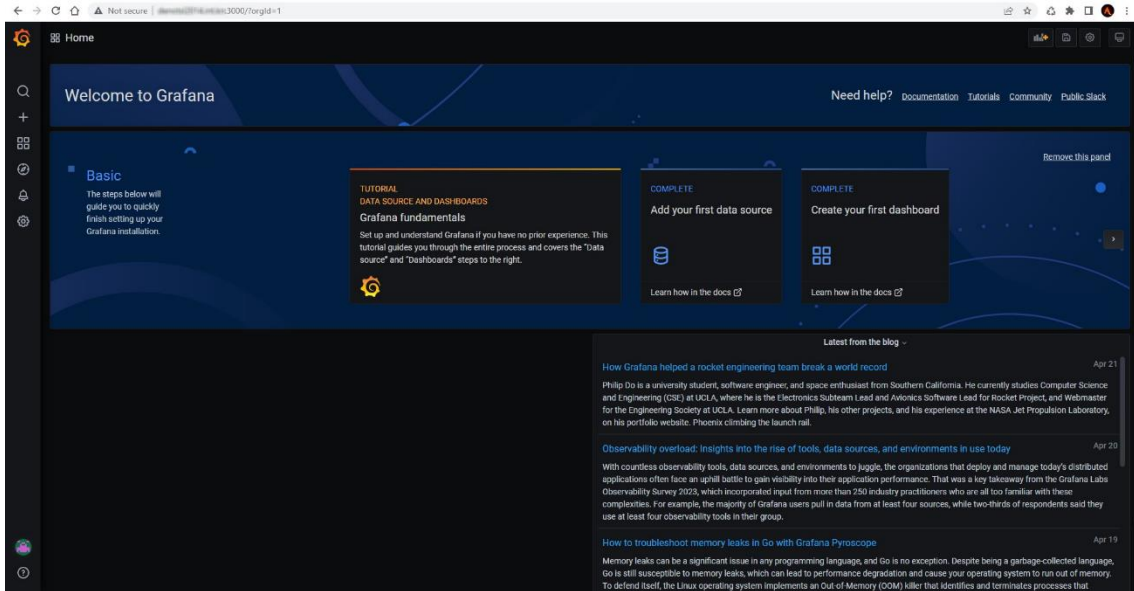 Not secure
:3000/?orgId=1
Home
Welcome to Grafana
Need help? Documentation Tutorials Community Public Slack
Remove this panel
Basic
The steps below will
guide you to quickly
finish setting up your
Grafana installation.
TUTORIAL
DATA SOURCE AND DASHBOARDS
Grafana fundamentals
Set up and understand Grafana if you have no prior experience. This
tutorial guides you through the entire process and covers the "Data
source" and "Dashboards" steps to the right.
COMPLETE
Add your first data source
Learn how in the docs
COMPLETE
Create your first dashboard
Learn how in the docs
Latest from the blog
How Grafana helped a rocket engineering team break a world record
Apr 21
Philip Do is a university student, software engineer, and space enthusiast from Southern California. He currently studies Computer Science
and Engineering (CSE) at UCLA, where he is the Electronics Subteam Lead and Avionics Software Lead for Rocket Project, and Webmaster
for the Engineering Society at UCLA. Learn more about Philip, his other projects, and his experience at the NASA Jet Propulsion Laboratory,
on his portfolio website. Phoenix climbing the launch rail.
Observability overload: Insights into the rise of tools, data sources, and environments in use today
Apr 20
With countless observability tools, data sources, and environments to juggle, the organizations that deploy and manage today's distributed
applications often face an uphill battle to gain visibility into their application performance. That was a key takeaway from the Grafana Labs
Observability Survey 2023, which incorporated input from more than 250 industry practitioners who are all too familiar with these
complexities. For example, the majority of Grafana users pull in data from at least four sources, while two-thirds of respondents said they
use at least four observability tools in their group.
How to troubleshoot memory leaks in Go with Grafana Pyroscope
Apr 19
Memory leaks can be a significant issue in any programming language, and Go is no exception. Despite being a garbage-collected language,
Go is still susceptible to memory leaks, which can lead to performance degradation and cause your operating system to run out of memory.
To defend itself, the Linux operating system implements an Out-of-Memory (OOM) killer that identifies and terminates processes that